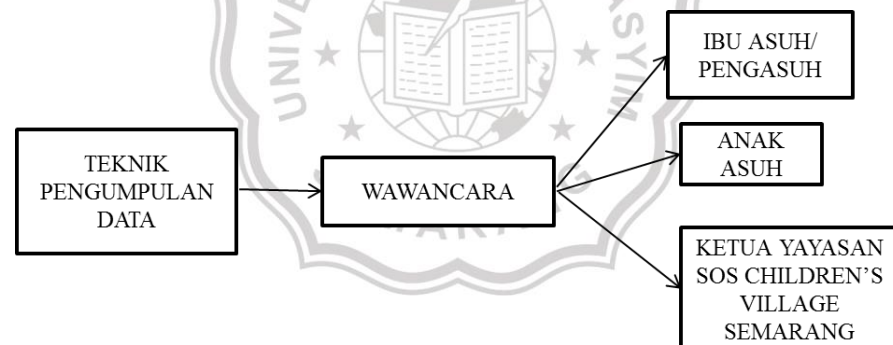 TEKNIK
PENGUMPULAN
DATA
WAWANCARA
IBU ASUH/
PENGASUH
ANAK
ASUH
KETUA YAYASAN
SOS CHILDREN’S
VILLAGE
SEMARANG